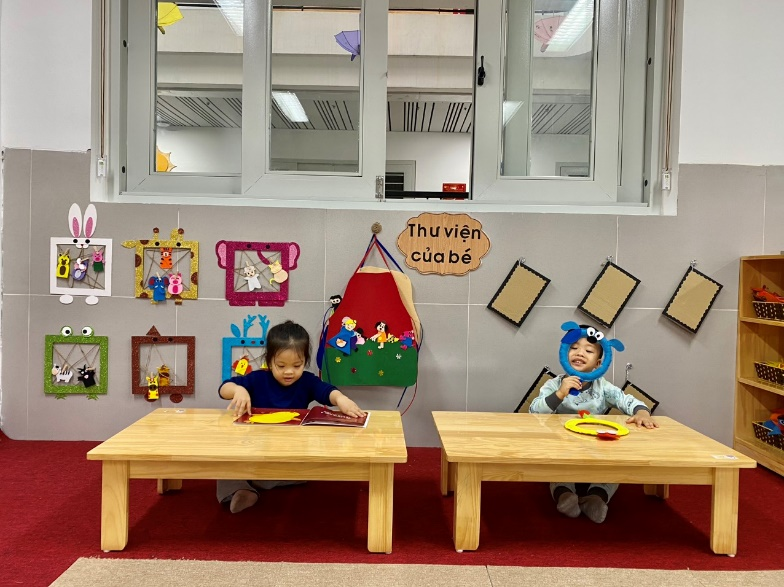 Thư viện
của bé